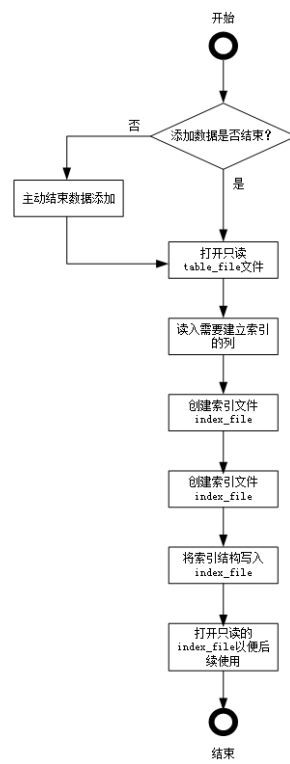 开始
添加数据是否结束？
否
是
主动结束数据添加
打开只读
table_file文件
读入需要建立索引
的列
创建索引文件
index_file
创建索引文件
index_file
将索引结构写入
index_file
打开只读的
index_file以便后
续使用
结束